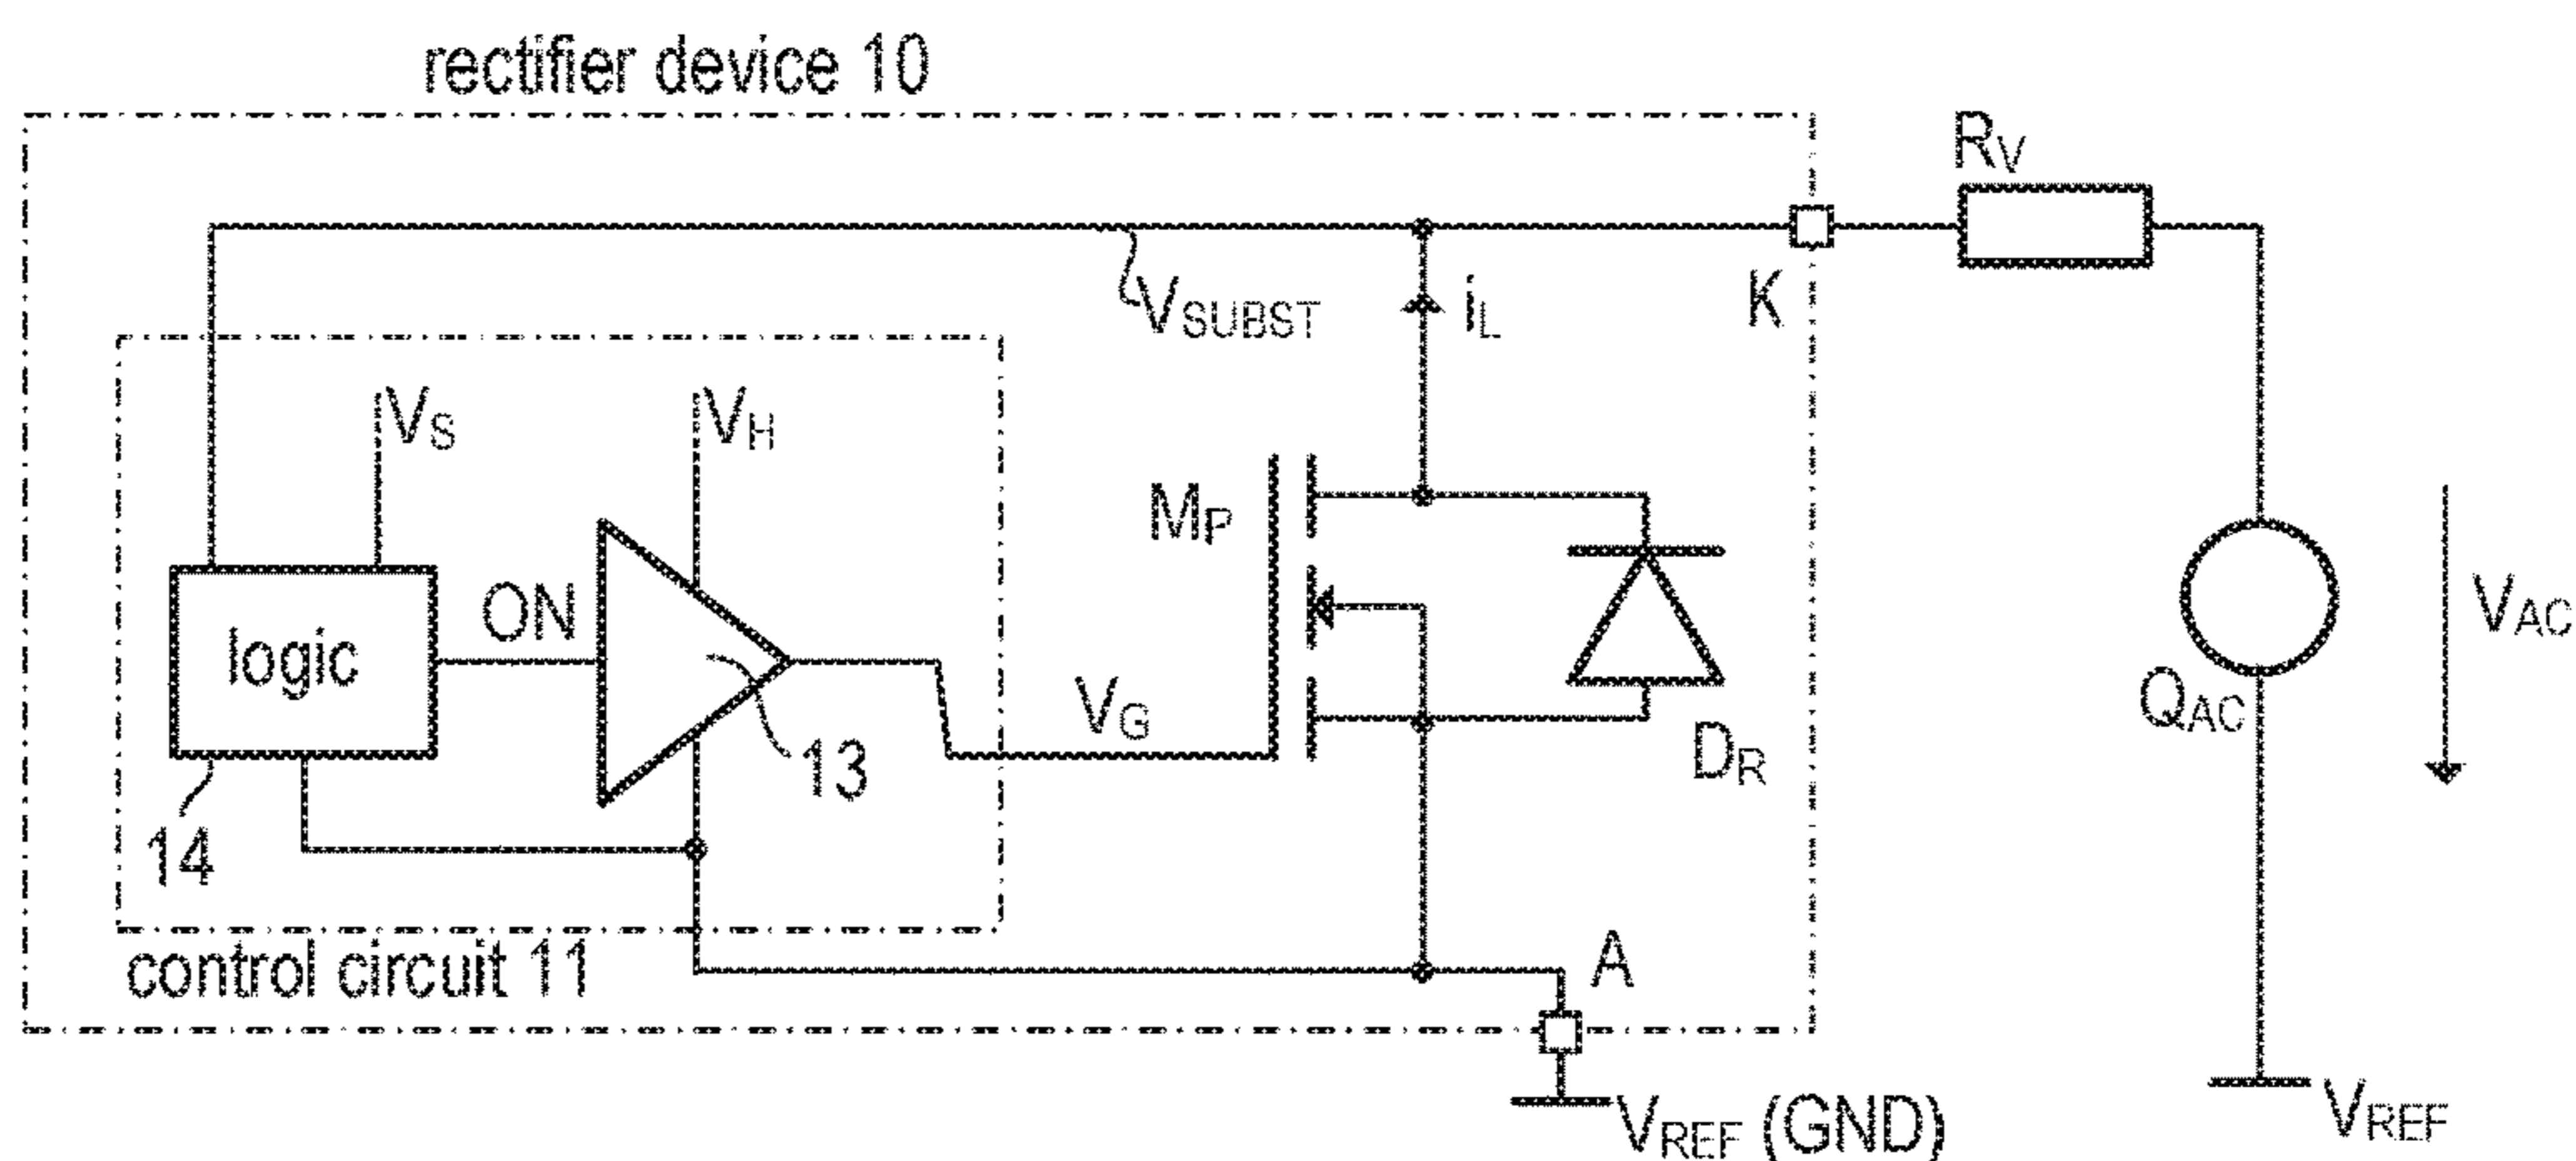 rectifier device 10
RV
VSUBST
iL
K
VS
VH
MP
ON
logic
13
VG
DR
QAC
VAC
14
control circuit 11
A
VREF (GND)
VREF